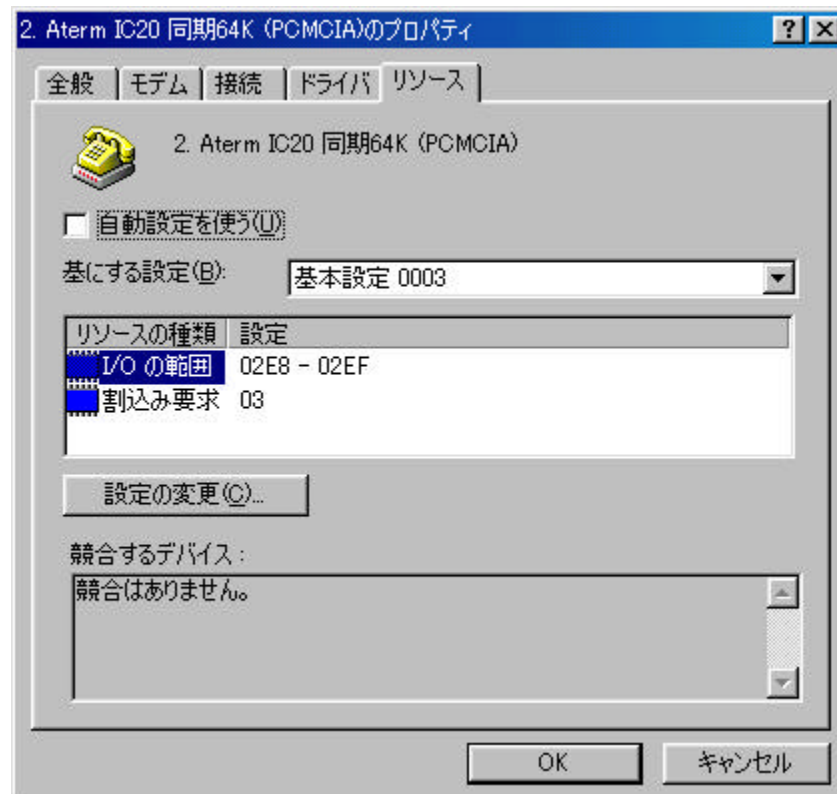 2. Aterm IC20 同期64K (PCMCIA)のプロパティ
全般 モデム 接続 ドライバ リソース
2. Aterm IC20 同期64K (PCMCIA)
自動設定を使う(U)
基にする設定(B): 基本設定 0003
リソースの種類 設定
I/O の範囲 02E8 - 02EF
割込み要求 03
設定の変更(C)...
競合するデバイス:
競合はありません。
OK キャンセル